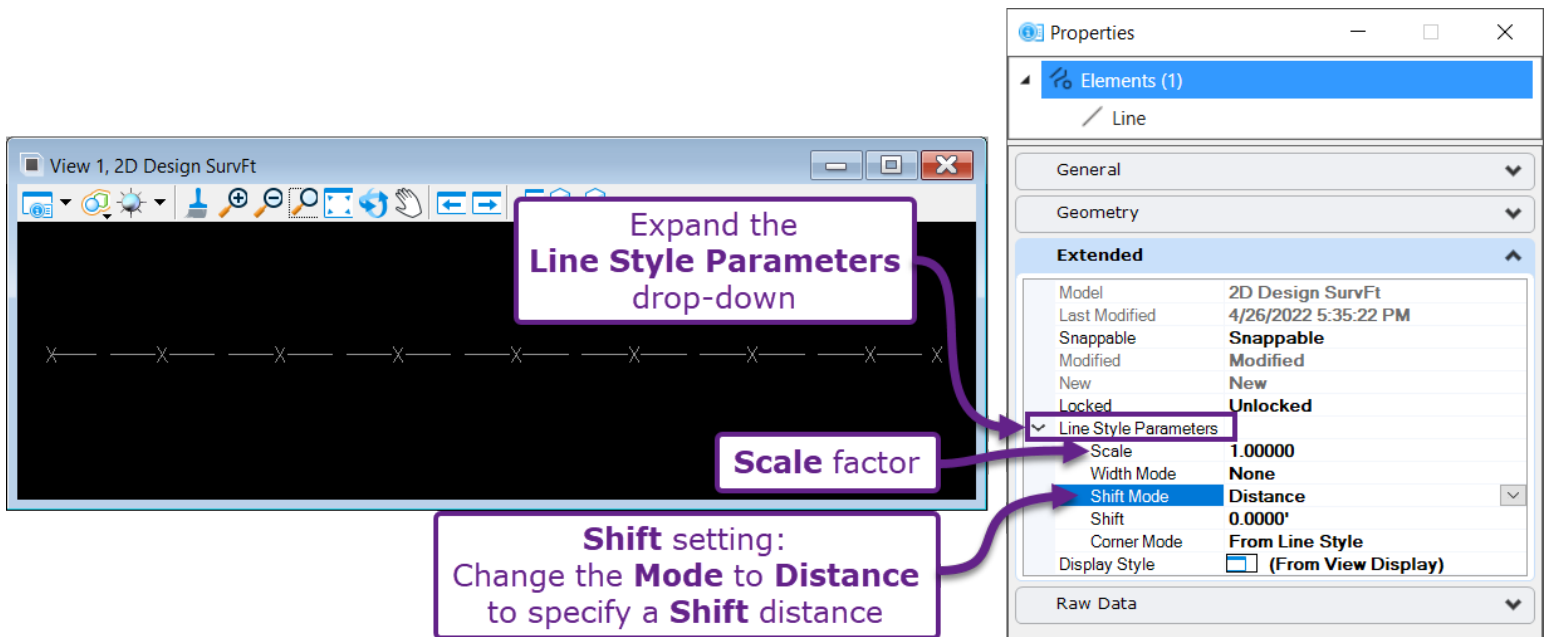 Properties
Elements (1)
Line
View 1, 2D Design SurvFt
Expand the
Line Style Parameters
drop-down
X X X X X X X X X
Scale factor
Shift setting:
Change the Mode to Distance
to specify a Shift distance
General
Geometry
Extended
Model 2D Design SurvFt
Last Modified 4/26/2022 5:35:22 PM
Snappable Snappable
Modified Modified
New New
Locked Unlocked
Line Style Parameters
Scale 1.00000
Width Mode None
Shift Mode Distance
Shift 0.0000'
Corner Mode From Line Style
Display Style (From View Display)
Raw Data